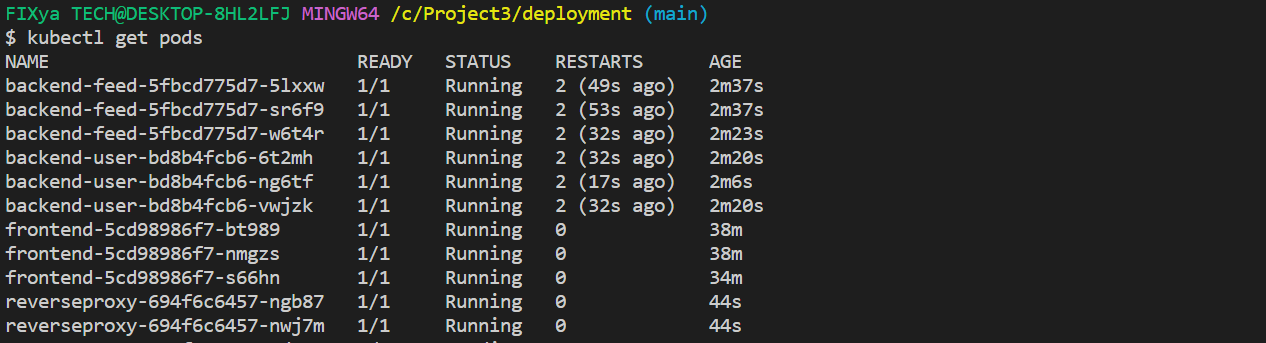 FIXya TECH@DESKTOP-8HL2LFJ MINGW64 /c/Project3/deployment (main)
$ kubectl get pods
NAME                            READY   STATUS    RESTARTS      AGE
backend-feed-5fbcd775d7-5lxxw   1/1     Running   2 (49s ago)   2m37s
backend-feed-5fbcd775d7-sr6f9   1/1     Running   2 (53s ago)   2m37s
backend-feed-5fbcd775d7-w6t4r   1/1     Running   2 (32s ago)   2m23s
backend-user-bd8b4fcb6-6t2mh    1/1     Running   2 (32s ago)   2m20s
backend-user-bd8b4fcb6-ng6tf    1/1     Running   2 (17s ago)   2m6s
backend-user-bd8b4fcb6-vwjzk    1/1     Running   2 (32s ago)   2m20s
frontend-5cd98986f7-bt989       1/1     Running   0             38m
frontend-5cd98986f7-nmgzs       1/1     Running   0             38m
frontend-5cd98986f7-s66hn       1/1     Running   0             34m
reverseproxy-694f6c6457-ngb87   1/1     Running   0             44s
reverseproxy-694f6c6457-nwj7m   1/1     Running   0             44s